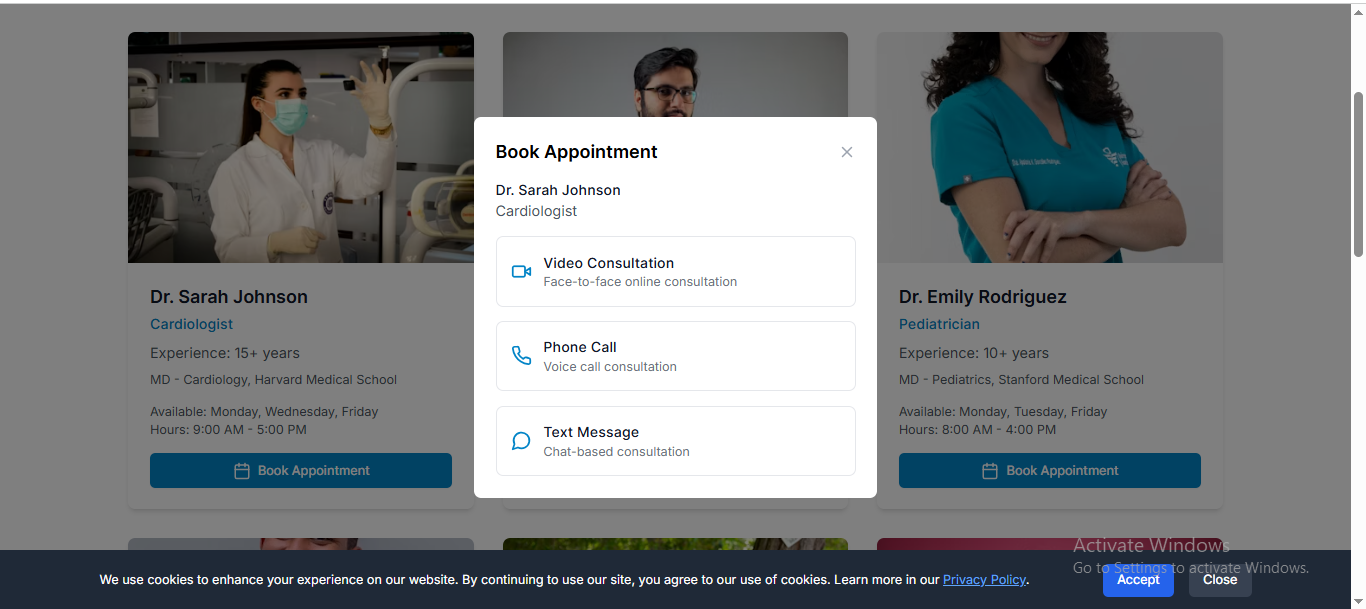 Book Appointment
Dr. Sarah Johnson
Cardiologist
Video Consultation
Face-to-face online consultation
Phone Call
Voice call consultation
Text Message
Chat-based consultation
Dr. Sarah Johnson
Cardiologist
Experience: 15+ years
MD - Cardiology, Harvard Medical School
Available: Monday, Wednesday, Friday
Hours: 9:00 AM - 5:00 PM
Book Appointment
Dr. Emily Rodriguez
Pediatrician
Experience: 10+ years
MD - Pediatrics, Stanford Medical School
Available: Monday, Tuesday, Friday
Hours: 8:00 AM - 4:00 PM
Book Appointment
Activate Windows
Go to Settings to activate Windows.
We use cookies to enhance your experience on our website. By continuing to use our site, you agree to our use of cookies. Learn more in our Privacy Policy.
Accept
Close